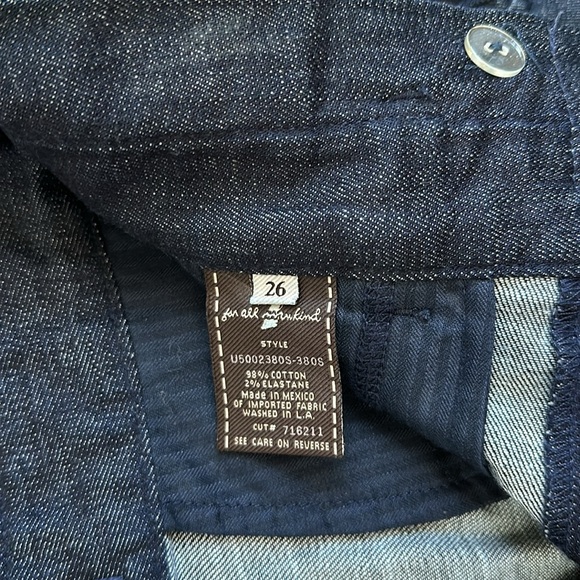 26
7
for all mankind
STYLE
U5002380S-380S
98% COTTON
2% ELASTANE
Made in MEXICO
OF IMPORTED FABRIC
WASHED in L.A.
CUT# 716211
SEE CARE ON REVERSE